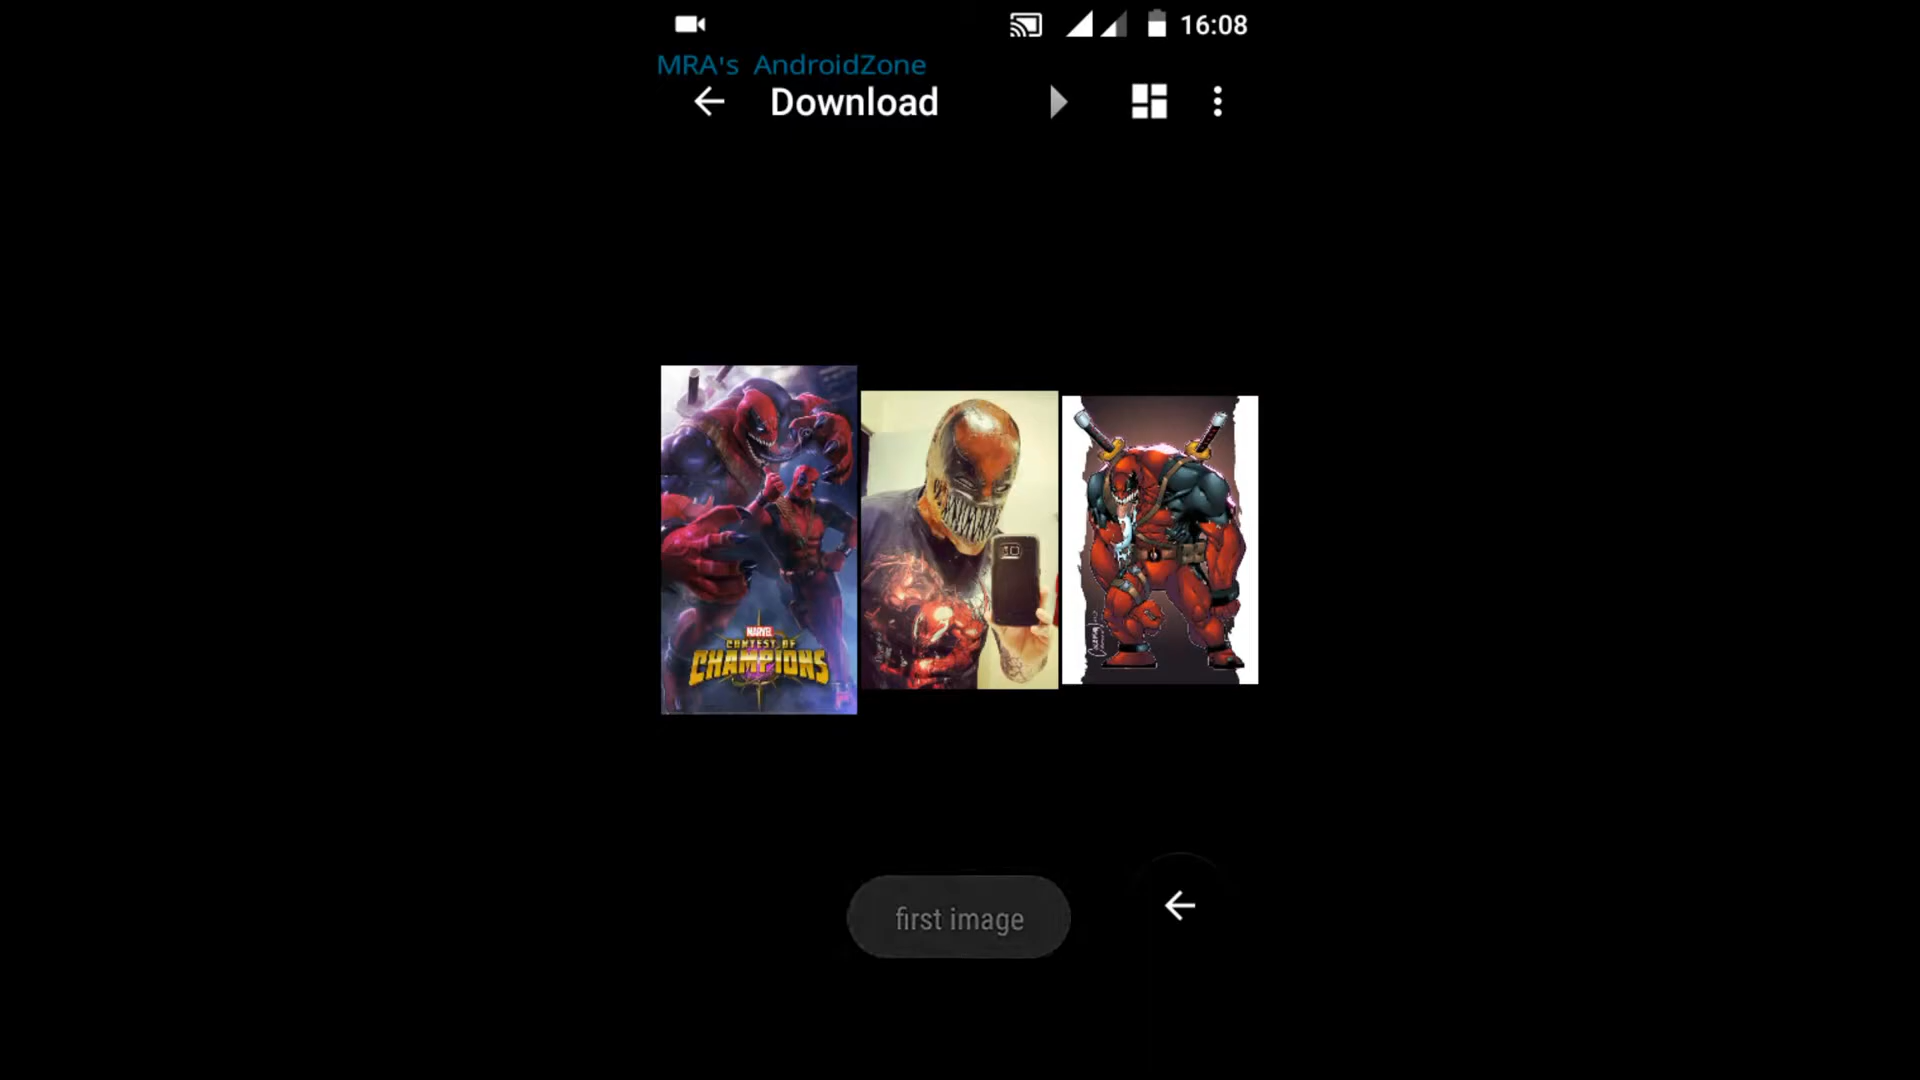 16:08
MRA's AndroidZone
Download
MARVEL
CONTEST OF
CHAMPIONS
first image